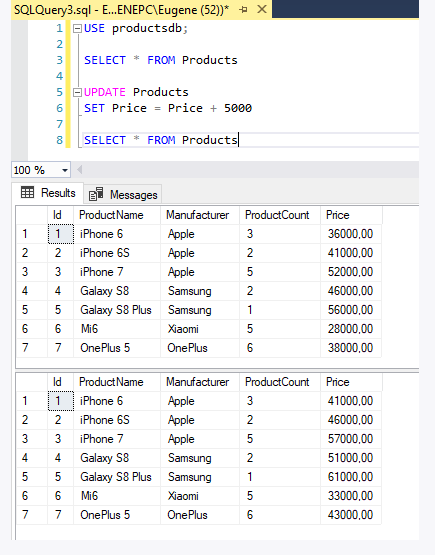 SQLQuery3.sql - E...ENEPC\Eugene (52))*
1 USE productsdb;
2
3 SELECT * FROM Products
4
5 UPDATE Products
6 SET Price = Price + 5000
7
8 SELECT * FROM Products
100 %
Results Messages
Id ProductName Manufacturer ProductCount Price
1 1 iPhone 6 Apple 3 36000,00
2 2 iPhone 6S Apple 2 41000,00
3 3 iPhone 7 Apple 5 52000,00
4 4 Galaxy S8 Samsung 2 46000,00
5 5 Galaxy S8 Plus Samsung 1 56000,00
6 6 Mi6 Xiaomi 5 28000,00
7 7 OnePlus 5 OnePlus 6 38000,00
Id ProductName Manufacturer ProductCount Price
1 1 iPhone 6 Apple 3 41000,00
2 2 iPhone 6S Apple 2 46000,00
3 3 iPhone 7 Apple 5 57000,00
4 4 Galaxy S8 Samsung 2 51000,00
5 5 Galaxy S8 Plus Samsung 1 61000,00
6 6 Mi6 Xiaomi 5 33000,00
7 7 OnePlus 5 OnePlus 6 43000,00